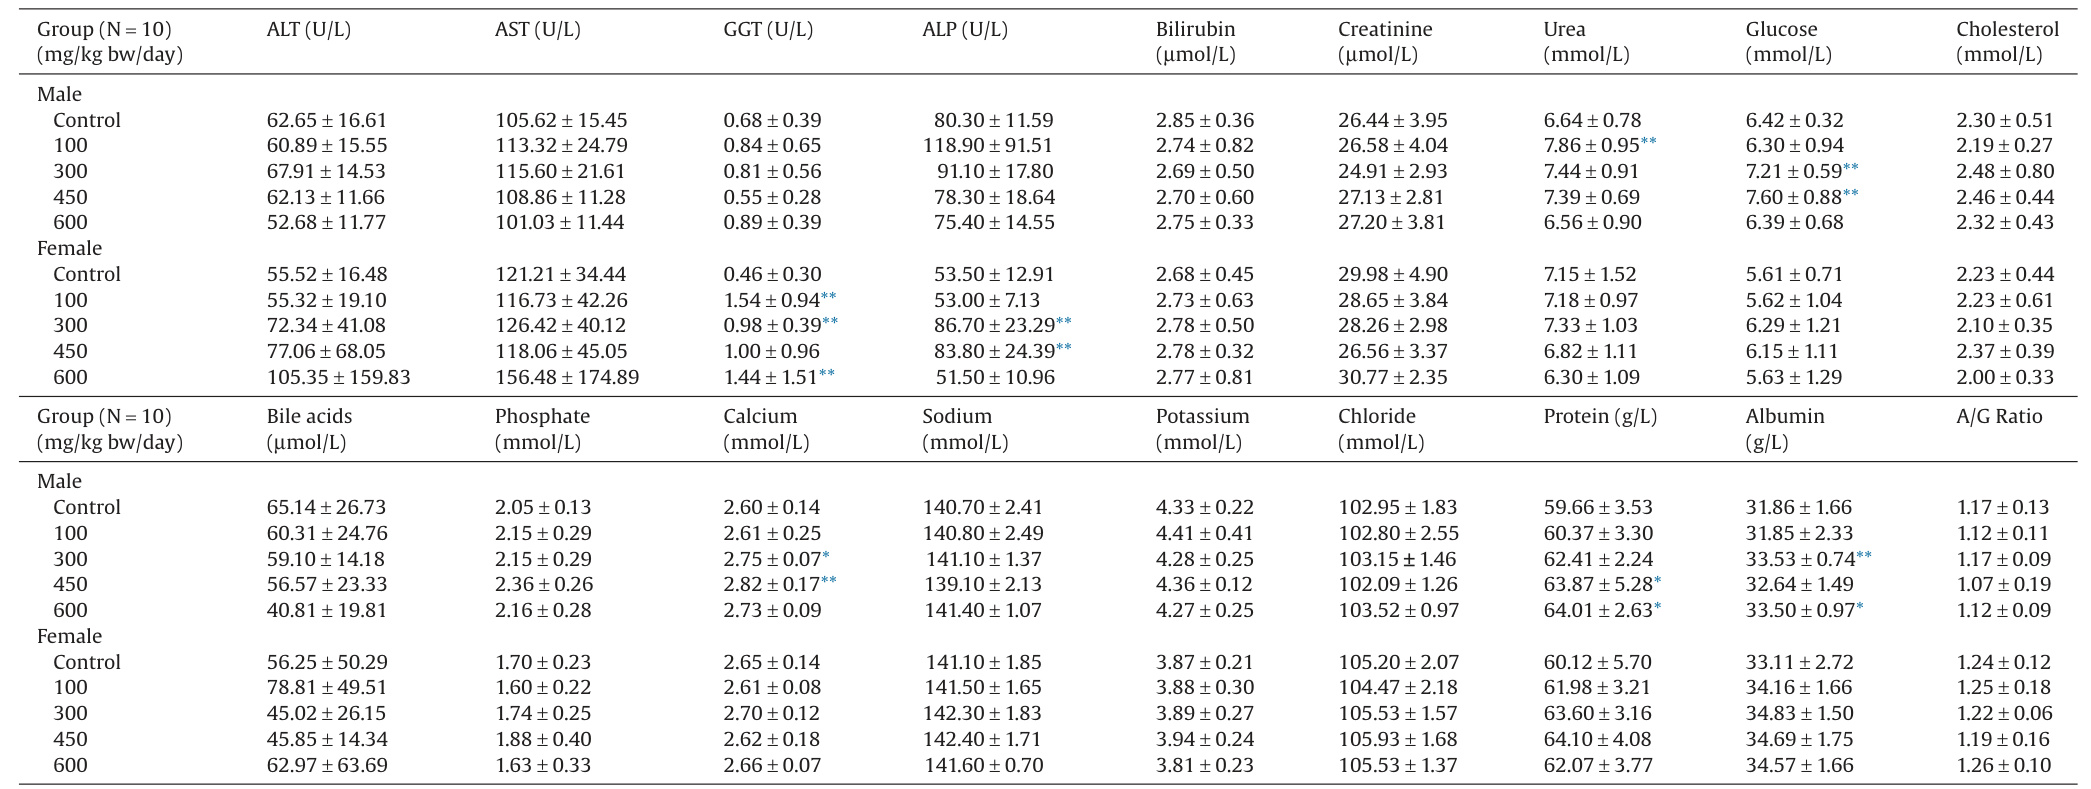 Group (N = 10) ALT (U/L) AST (U/L) GGT (U/L) ALP (U/L) Bilirubin Creatinine Urea Glucose Cholesterol
(mg/kg bw/day) (μmol/L) (μmol/L) (mmol/L) (mmol/L) (mmol/L)
Male
Control 62.65 ± 16.61 105.62 ± 15.45 0.68 ± 0.39 80.30 ± 11.59 2.85 ± 0.36 26.44 ± 3.95 6.64 ± 0.78 6.42 ± 0.32 2.30 ± 0.51
100 60.89 ± 15.55 113.32 ± 24.79 0.84 ± 0.65 118.90 ± 91.51 2.74 ± 0.82 26.58 ± 4.04 7.86 ± 0.95** 6.30 ± 0.94 2.19 ± 0.27
300 67.91 ± 14.53 115.60 ± 21.61 0.81 ± 0.56 91.10 ± 17.80 2.69 ± 0.50 24.91 ± 2.93 7.44 ± 0.91 7.21 ± 0.59** 2.48 ± 0.80
450 62.13 ± 11.66 108.86 ± 11.28 0.55 ± 0.28 78.30 ± 18.64 2.70 ± 0.60 27.13 ± 2.81 7.39 ± 0.69 7.60 ± 0.88** 2.46 ± 0.44
600 52.68 ± 11.77 101.03 ± 11.44 0.89 ± 0.39 75.40 ± 14.55 2.75 ± 0.33 27.20 ± 3.81 6.56 ± 0.90 6.39 ± 0.68 2.32 ± 0.43
Female
Control 55.52 ± 16.48 121.21 ± 34.44 0.46 ± 0.30 53.50 ± 12.91 2.68 ± 0.45 29.98 ± 4.90 7.15 ± 1.52 5.61 ± 0.71 2.23 ± 0.44
100 55.32 ± 19.10 116.73 ± 42.26 1.54 ± 0.94** 53.00 ± 7.13 2.73 ± 0.63 28.65 ± 3.84 7.18 ± 0.97 5.62 ± 1.04 2.23 ± 0.61
300 72.34 ± 41.08 126.42 ± 40.12 0.98 ± 0.39** 86.70 ± 23.29** 2.78 ± 0.50 28.26 ± 2.98 7.33 ± 1.03 6.29 ± 1.21 2.10 ± 0.35
450 77.06 ± 68.05 118.06 ± 45.05 1.00 ± 0.96 83.80 ± 24.39** 2.78 ± 0.32 26.56 ± 3.37 6.82 ± 1.11 6.15 ± 1.11 2.37 ± 0.39
600 105.35 ± 159.83 156.48 ± 174.89 1.44 ± 1.51** 51.50 ± 10.96 2.77 ± 0.81 30.77 ± 2.35 6.30 ± 1.09 5.63 ± 1.29 2.00 ± 0.33
Group (N = 10) Bile acids Phosphate Calcium Sodium Potassium Chloride Protein (g/L) Albumin A/G Ratio
(mg/kg bw/day) (μmol/L) (mmol/L) (mmol/L) (mmol/L) (mmol/L) (mmol/L) (g/L)
Male
Control 65.14 ± 26.73 2.05 ± 0.13 2.60 ± 0.14 140.70 ± 2.41 4.33 ± 0.22 102.95 ± 1.83 59.66 ± 3.53 31.86 ± 1.66 1.17 ± 0.13
100 60.31 ± 24.76 2.15 ± 0.29 2.61 ± 0.25 140.80 ± 2.49 4.41 ± 0.41 102.80 ± 2.55 60.37 ± 3.30 31.85 ± 2.33 1.12 ± 0.11
300 59.10 ± 14.18 2.15 ± 0.29 2.75 ± 0.07* 141.10 ± 1.37 4.28 ± 0.25 103.15 ± 1.46 62.41 ± 2.24 33.53 ± 0.74** 1.17 ± 0.09
450 56.57 ± 23.33 2.36 ± 0.26 2.82 ± 0.17** 139.10 ± 2.13 4.36 ± 0.12 102.09 ± 1.26 63.87 ± 5.28* 32.64 ± 1.49 1.07 ± 0.19
600 40.81 ± 19.81 2.16 ± 0.28 2.73 ± 0.09 141.40 ± 1.07 4.27 ± 0.25 103.52 ± 0.97 64.01 ± 2.63* 33.50 ± 0.97* 1.12 ± 0.09
Female
Control 56.25 ± 50.29 1.70 ± 0.23 2.65 ± 0.14 141.10 ± 1.85 3.87 ± 0.21 105.20 ± 2.07 60.12 ± 5.70 33.11 ± 2.72 1.24 ± 0.12
100 78.81 ± 49.51 1.60 ± 0.22 2.61 ± 0.08 141.50 ± 1.65 3.88 ± 0.30 104.47 ± 2.18 61.98 ± 3.21 34.16 ± 1.66 1.25 ± 0.18
300 45.02 ± 26.15 1.74 ± 0.25 2.70 ± 0.12 142.30 ± 1.83 3.89 ± 0.27 105.53 ± 1.57 63.60 ± 3.16 34.83 ± 1.50 1.22 ± 0.06
450 45.85 ± 14.34 1.88 ± 0.40 2.62 ± 0.18 142.40 ± 1.71 3.94 ± 0.24 105.93 ± 1.68 64.10 ± 4.08 34.69 ± 1.75 1.19 ± 0.16
600 62.97 ± 63.69 1.63 ± 0.33 2.66 ± 0.07 141.60 ± 0.70 3.81 ± 0.23 105.53 ± 1.37 62.07 ± 3.77 34.57 ± 1.66 1.26 ± 0.10